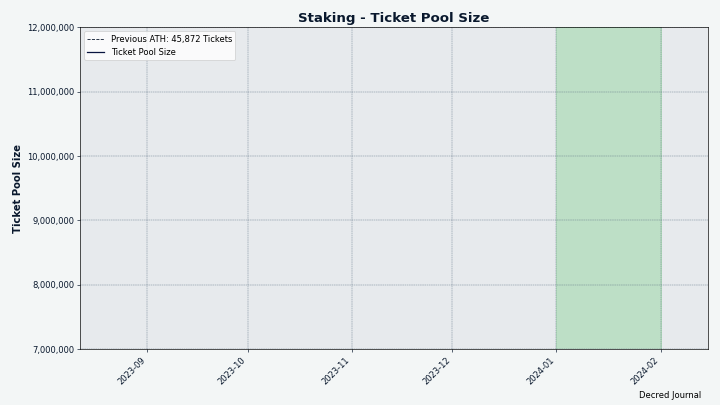 Staking - Ticket Pool Size
Previous ATH: 45,872 Tickets
Ticket Pool Size
12,000,000
11,000,000
10,000,000
9,000,000
8,000,000
7,000,000
Ticket Pool Size
2023-09
2023-10
2023-11
2023-12
2024-01
2024-02
Decred Journal